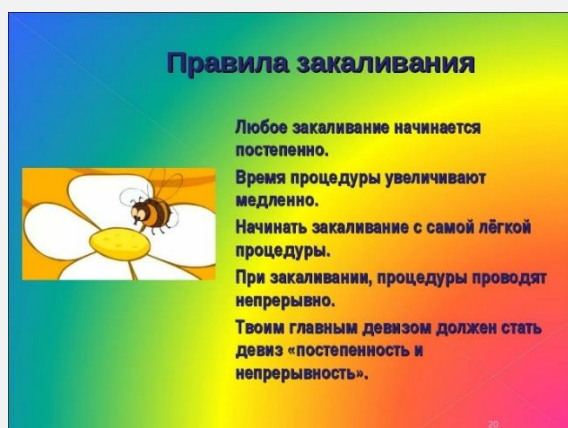 Правила закаливания
Любое закаливание начинается
постепенно.
Время процедуры увеличивают
медленно.
Начинать закаливание с самой лёгкой
процедуры.
При закаливании, процедуры проводят
непрерывно.
Твоим главным девизом должен стать
девиз «постепенность и
непрерывность».
20